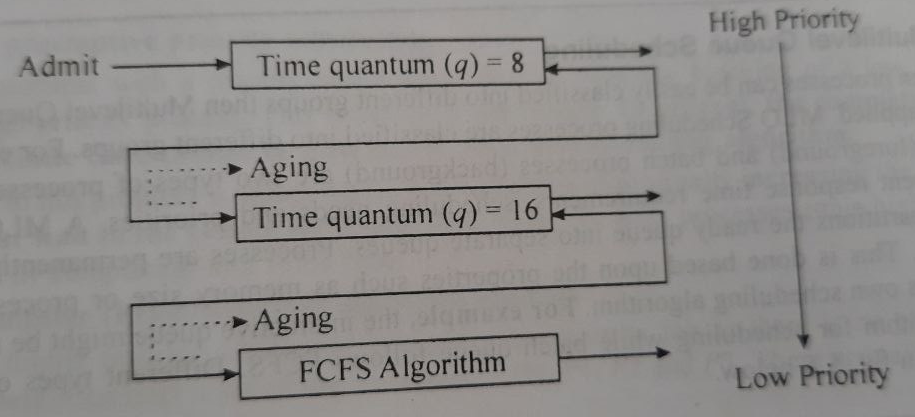 High Priority
Admit
Time quantum (q) = 8
Aging
Time quantum (q) = 16
Aging
FCFS Algorithm
Low Priority